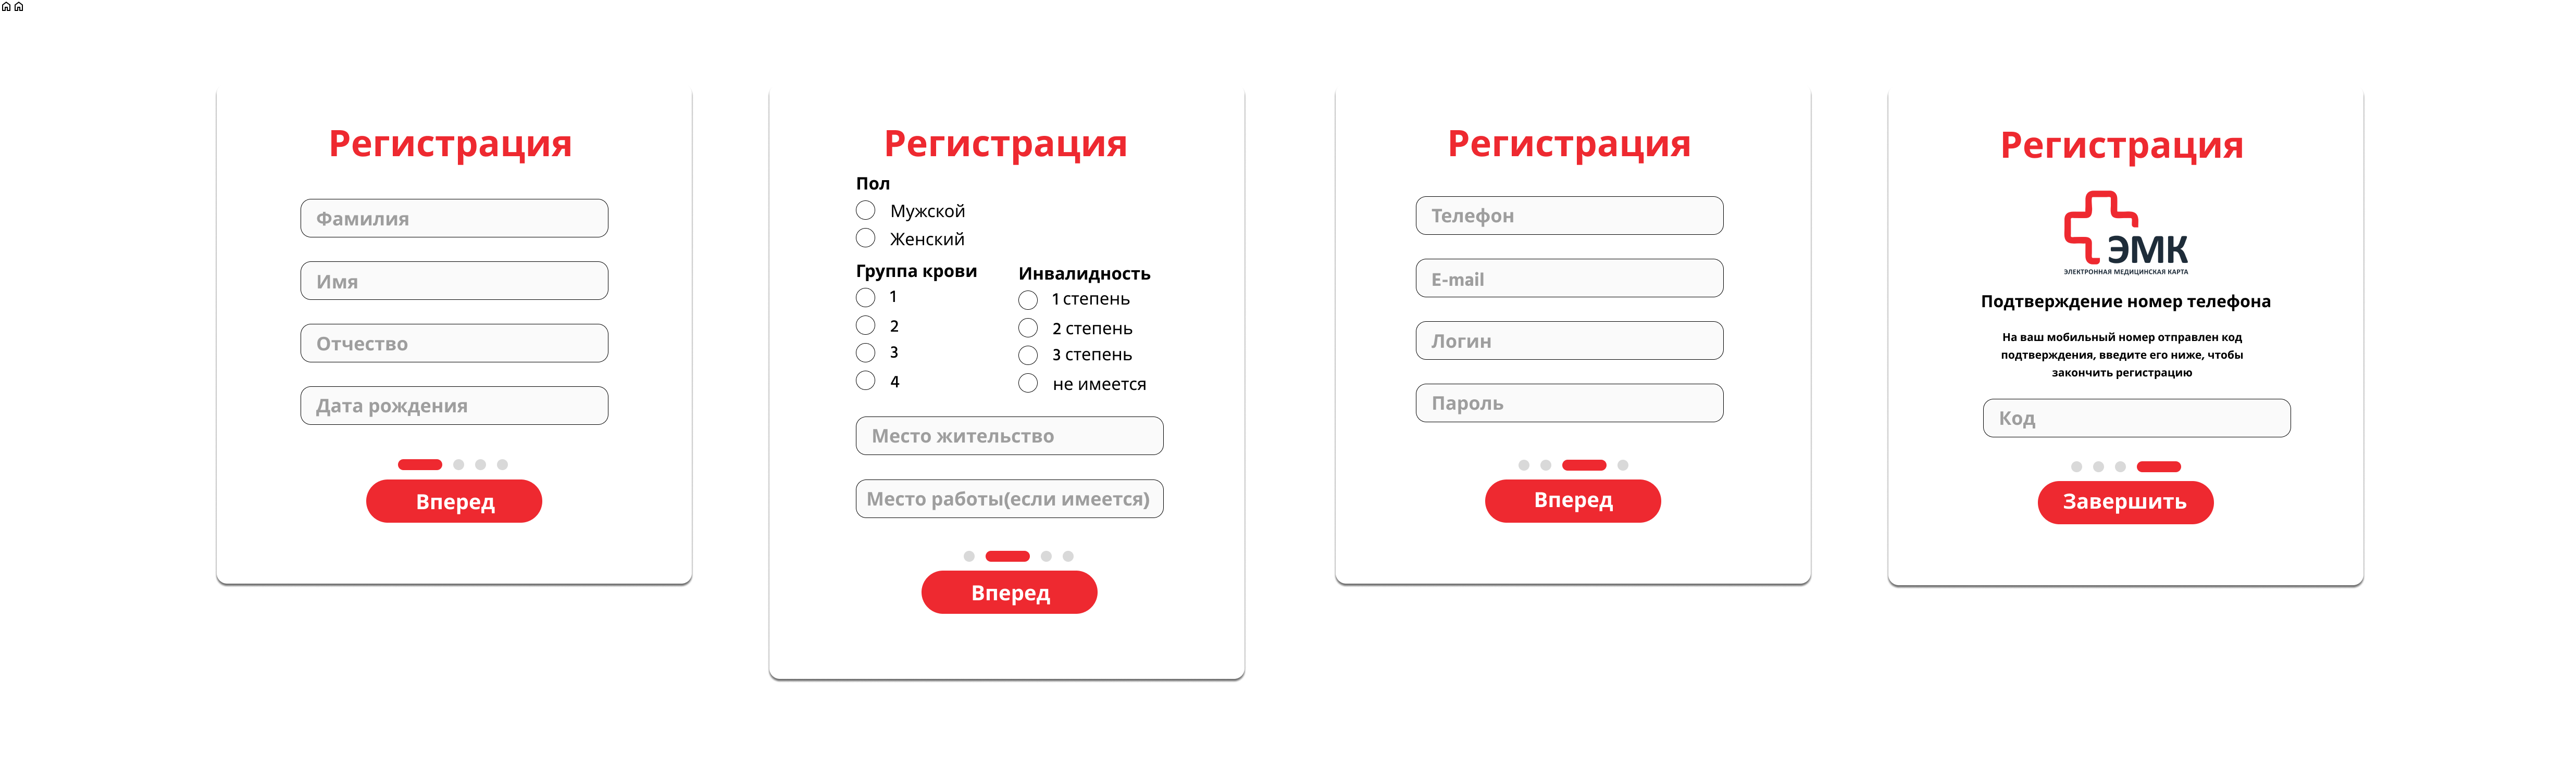 Регистрация
Фамилия
Имя
Отчество
Дата рождения
Вперед
Регистрация
Пол
Мужской
Женский
Группа крови
1
2
3
4
Инвалидность
1 степень
2 степень
3 степень
не имеется
Место жительство
Место работы(если имеется)
Вперед
Регистрация
Телефон
E-mail
Логин
Пароль
Вперед
Регистрация
ЭМК
ЭЛЕКТРОННАЯ МЕДИЦИНСКАЯ КАРТА
Подтверждение номер телефона
На ваш мобильный номер отправлен код
подтверждения, введите его ниже, чтобы
закончить регистрацию
Код
Завершить